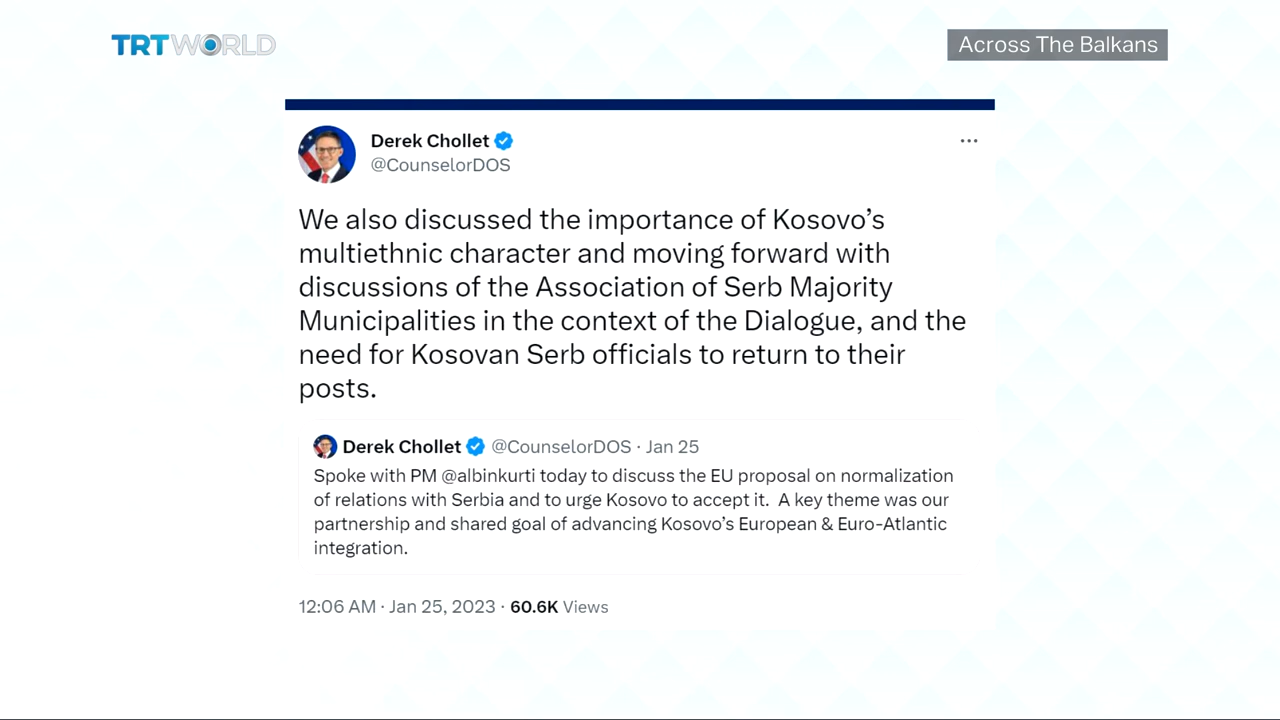 TRT WORLD
Across The Balkans
Derek Chollet
@CounselorDOS
We also discussed the importance of Kosovo’s
multiethnic character and moving forward with
discussions of the Association of Serb Majority
Municipalities in the context of the Dialogue, and the
need for Kosovan Serb officials to return to their
posts.
Derek Chollet @CounselorDOS · Jan 25
Spoke with PM @albinkurti today to discuss the EU proposal on normalization
of relations with Serbia and to urge Kosovo to accept it.  A key theme was our
partnership and shared goal of advancing Kosovo’s European & Euro-Atlantic
integration.
12:06 AM · Jan 25, 2023 · 60.6K Views